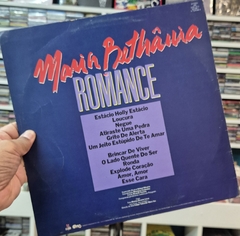 Maria Bethânia
ROMANCE
Estácio Holly Estácio
Loucura
Negue
Atiraste Uma Pedra
Grito de Alerta
Um Jeito Estúpido De Te Amar
Brincar De Viver
O Lado Quente Do Ser
Ronda
Explode Coração
Amor, Amor
Esse Cara